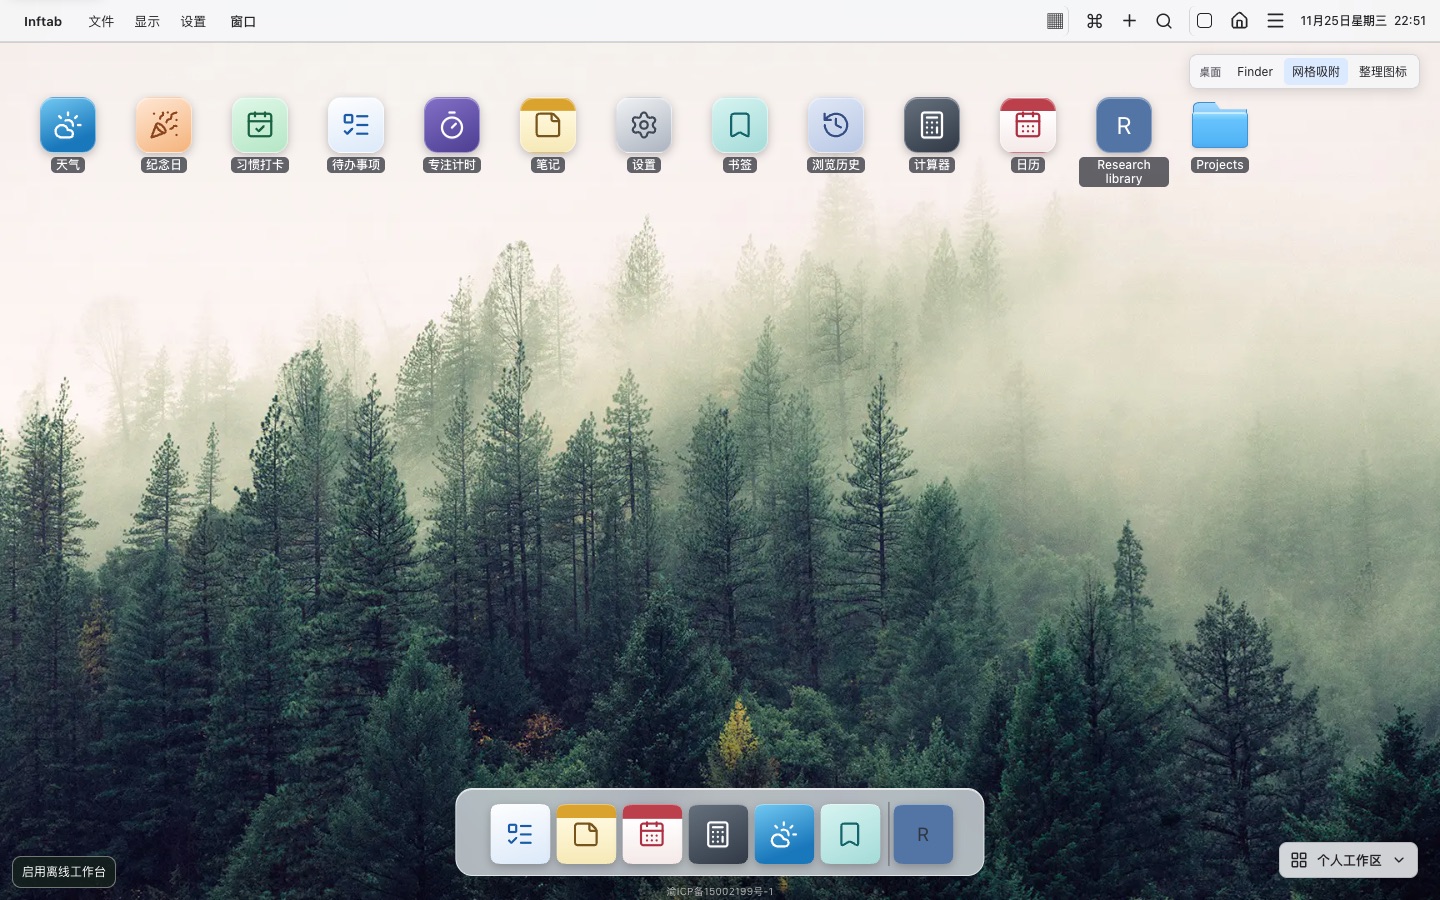 Inftab 文件 显示 设置 窗口 11月25日星期三 22:51
桌面 Finder 网格吸附 整理图标
天气
纪念日
习惯打卡
待办事项
专注计时
笔记
设置
书签
浏览历史
计算器
日历
R
Research
library
Projects
R
启用离线工作台
个人工作区
渝ICP备15002199号-1